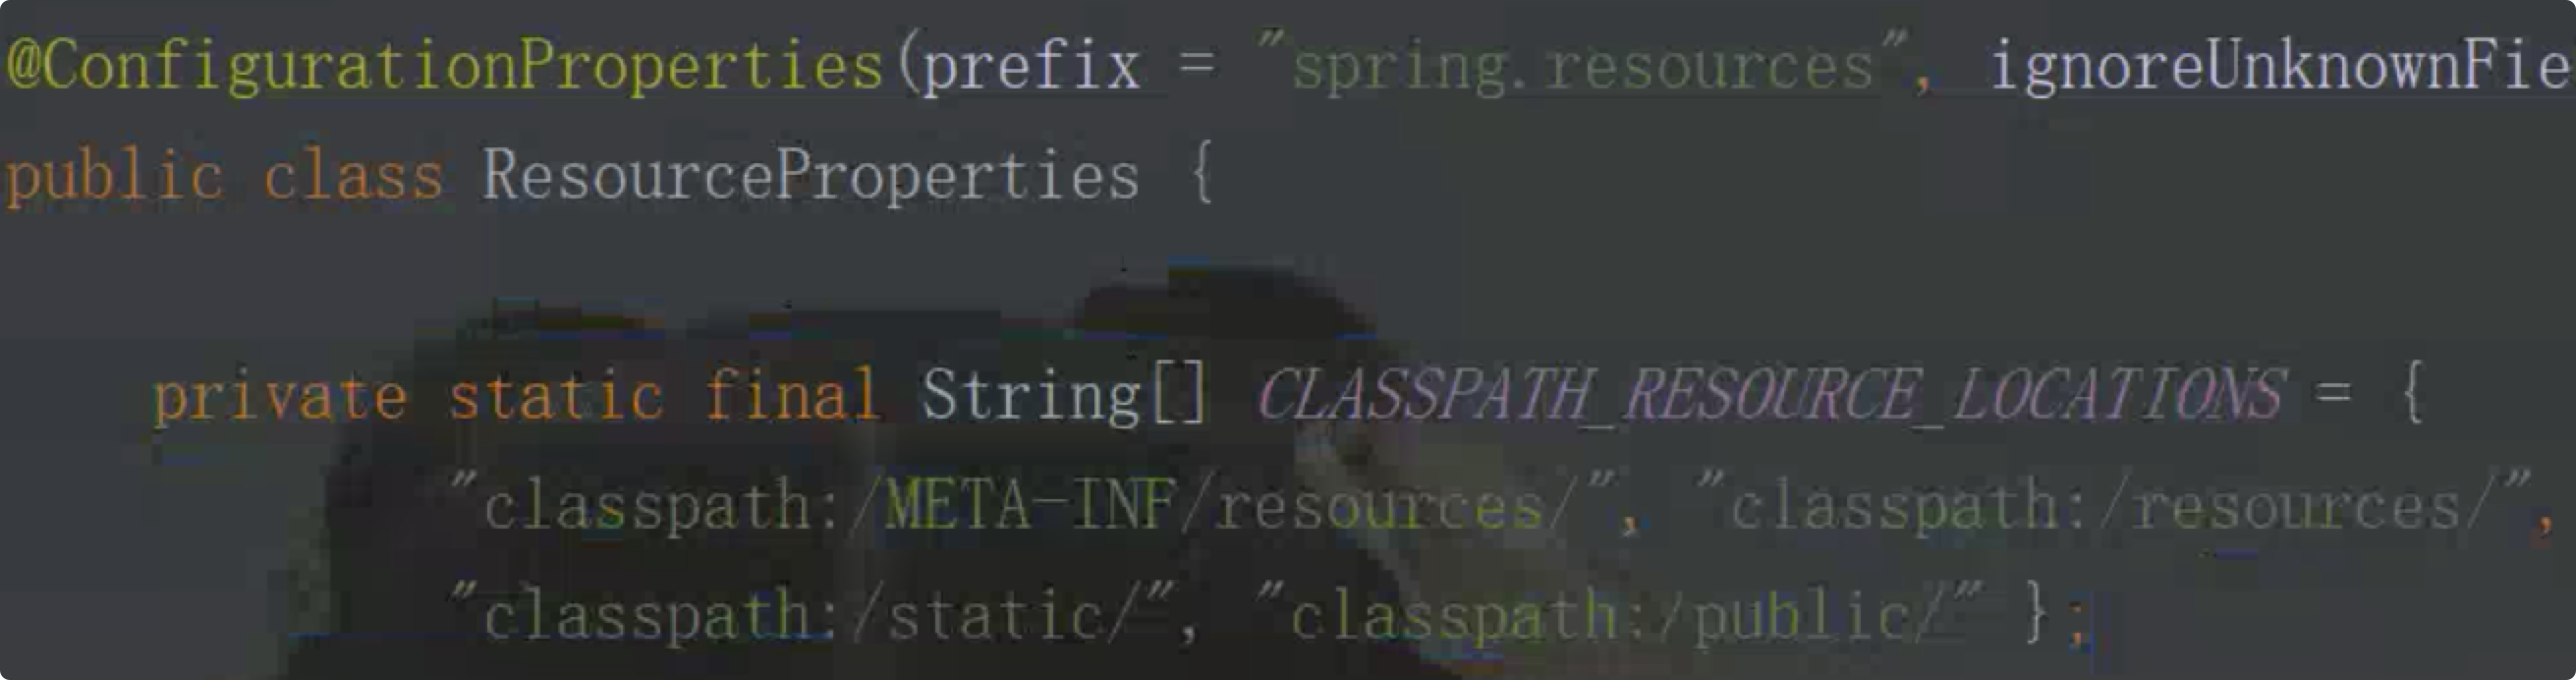 @ConfigurationProperties(prefix = "spring.resources", ignoreUnknownFie
public class ResourceProperties {
private static final String[] CLASSPATH_RESOURCE_LOCATIONS = {
"classpath:/META-INF/resources/", "classpath:/resources/",
"classpath:/static/", "classpath:/public/" };